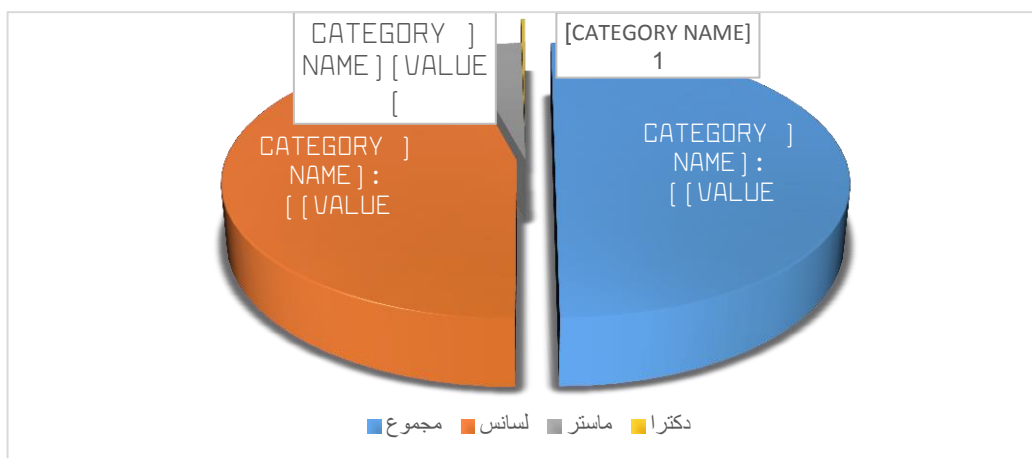 CATEGORY ]
NAME] [VALUE
[
[CATEGORY NAME]
1
CATEGORY ]
NAME]:
[ [VALUE
CATEGORY ]
NAME]:
[ [VALUE
مجموع لسانس ماستر دكترا